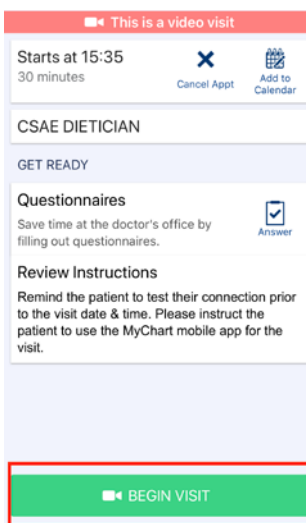 This is a video visit
Starts at 15:35
30 minutes
Cancel Appt
Add to
Calendar
CSAE DIETICIAN
GET READY
Questionnaires
Save time at the doctor's office by
filling out questionnaires.
Answer
Review Instructions
Remind the patient to test their connection prior
to the visit date & time. Please instruct the
patient to use the MyChart mobile app for the
visit.
BEGIN VISIT